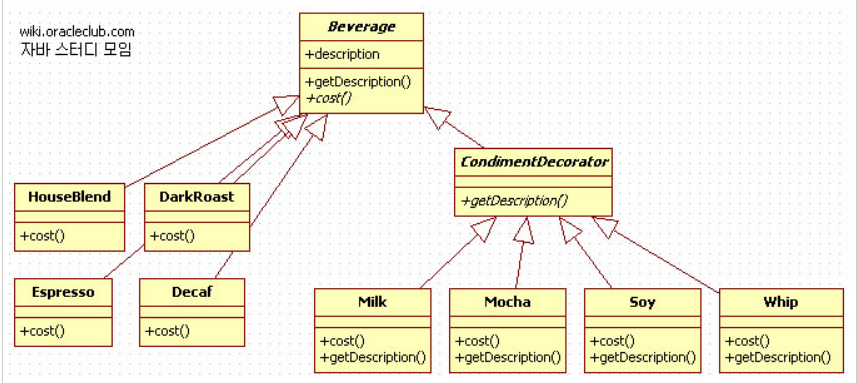 wiki.oracleclub.com
자바 스터디 모임
Beverage
+description
+getDescription()
+cost()
CondimentDecorator
+getDescription()
HouseBlend
+cost()
DarkRoast
+cost()
Espresso
+cost()
Decaf
+cost()
Milk
+cost()
+getDescription()
Mocha
+cost()
+getDescription()
Soy
+cost()
+getDescription()
Whip
+cost()
+getDescription()